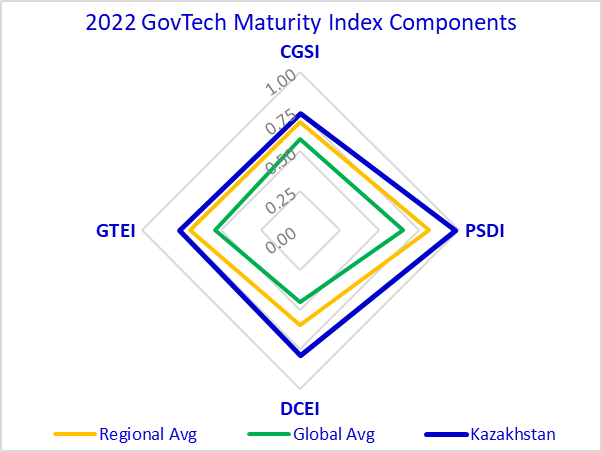 2022 GovTech Maturity Index Components
CGSI
1.00
0.75
0.50
0.25
0.00
GTEI
PSDI
DCEI
Regional Avg
Global Avg
Kazakhstan